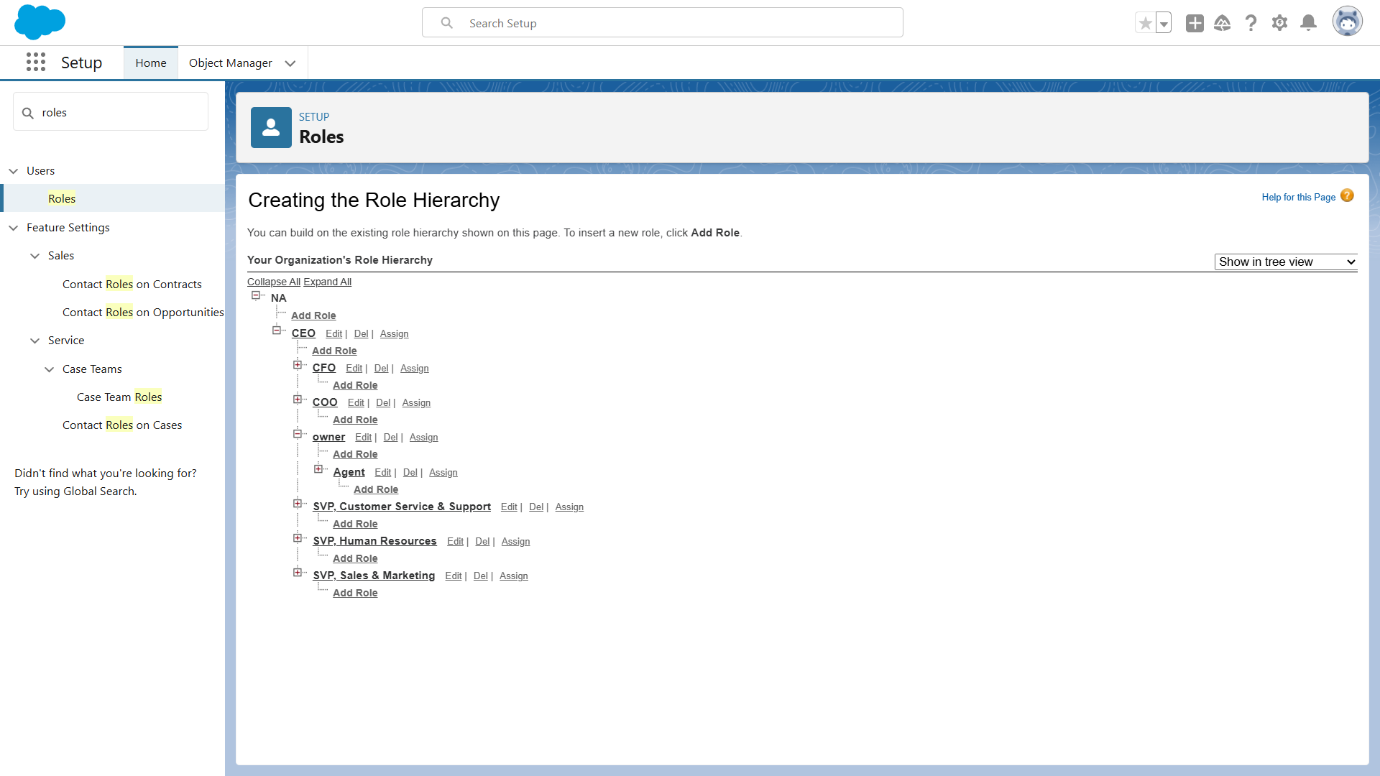 Search Setup
Setup
Home
Object Manager
roles
Users
Roles
Feature Settings
Sales
Contact Roles on Contracts
Contact Roles on Opportunities
Service
Case Teams
Case Team Roles
Contact Roles on Cases
Didn't find what you're looking for?
Try using Global Search.
SETUP
Roles
Creating the Role Hierarchy
Help for this Page ?
You can build on the existing role hierarchy shown on this page. To insert a new role, click Add Role.
Your Organization's Role Hierarchy
Show in tree view
Collapse All Expand All
NA
Add Role
CEO Edit | Del | Assign
Add Role
CFO Edit | Del | Assign
Add Role
COO Edit | Del | Assign
Add Role
owner Edit | Del | Assign
Add Role
Agent Edit | Del | Assign
Add Role
SVP, Customer Service & Support Edit | Del | Assign
Add Role
SVP, Human Resources Edit | Del | Assign
Add Role
SVP, Sales & Marketing Edit | Del | Assign
Add Role